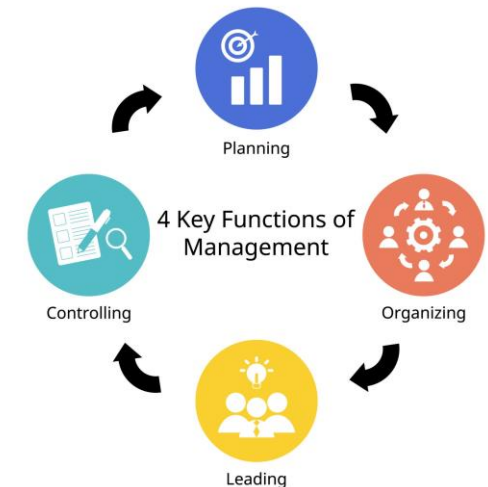 Planning
4 Key Functions of
Management
Controlling
Organizing
Leading